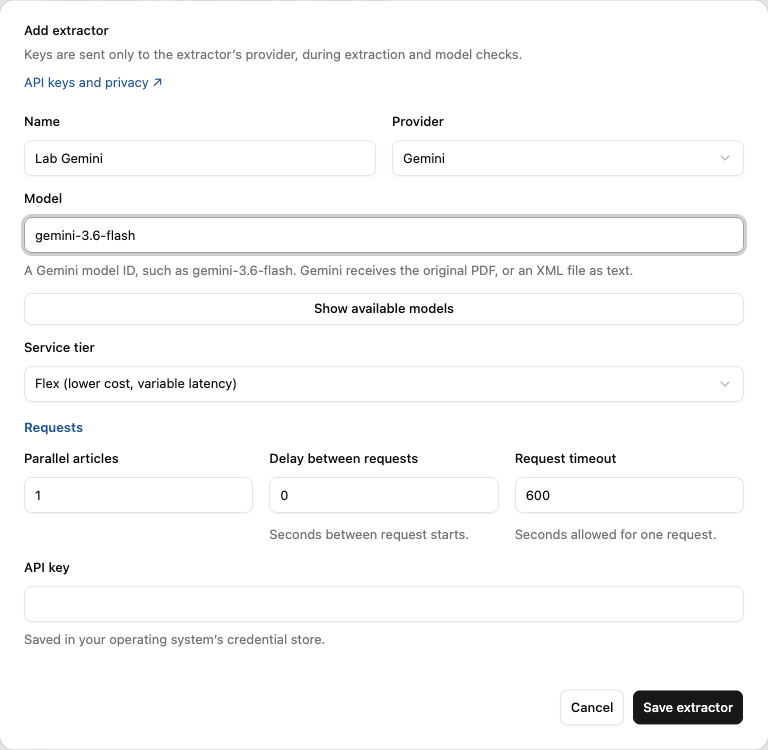 Add extractor
Keys are sent only to the extractor's provider, during extraction and model checks.
API keys and privacy ↗
Name
Provider
Lab Gemini
Gemini
Model
gemini-3.6-flash
A Gemini model ID, such as gemini-3.6-flash. Gemini receives the original PDF, or an XML file as text.
Show available models
Service tier
Flex (lower cost, variable latency)
Requests
Parallel articles
Delay between requests
Request timeout
1
0
600
Seconds between request starts.
Seconds allowed for one request.
API key
Saved in your operating system's credential store.
Cancel
Save extractor